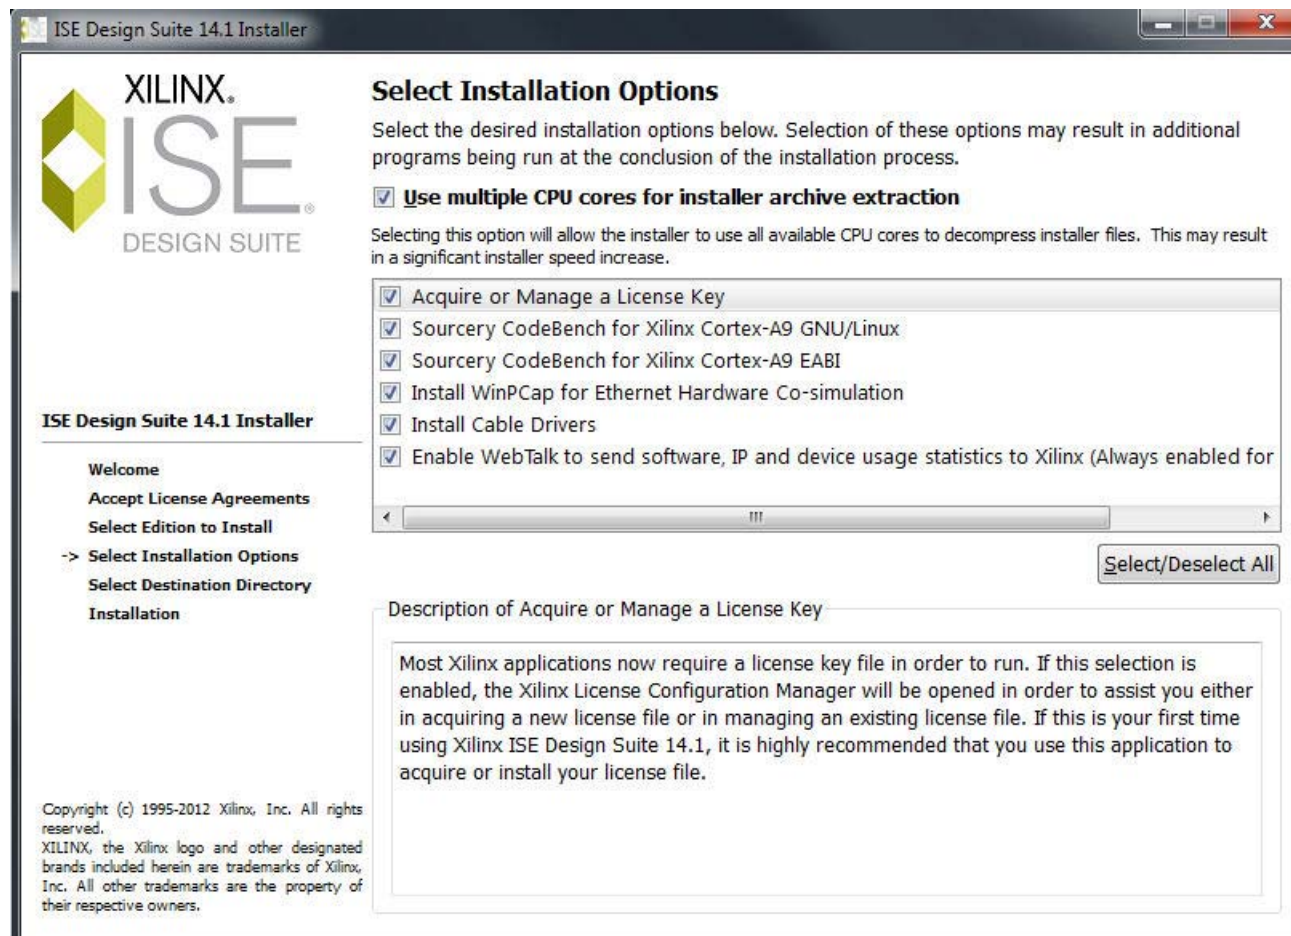 ISE Design Suite 14.1 Installer
XILINX®
ISE®
DESIGN SUITE
ISE Design Suite 14.1 Installer
Welcome
Accept License Agreements
Select Edition to Install
-> Select Installation Options
Select Destination Directory
Installation
Copyright (c) 1995-2012 Xilinx, Inc. All rights
reserved.
XILINX, the Xilinx logo and other designated
brands included herein are trademarks of Xilinx,
Inc. All other trademarks are the property of
their respective owners.
Select Installation Options
Select the desired installation options below. Selection of these options may result in additional
programs being run at the conclusion of the installation process.
Use multiple CPU cores for installer archive extraction
Selecting this option will allow the installer to use all available CPU cores to decompress installer files. This may result
in a significant installer speed increase.
Acquire or Manage a License Key
Sourcery CodeBench for Xilinx Cortex-A9 GNU/Linux
Sourcery CodeBench for Xilinx Cortex-A9 EABI
Install WinPCap for Ethernet Hardware Co-simulation
Install Cable Drivers
Enable WebTalk to send software, IP and device usage statistics to Xilinx (Always enabled for
Select/Deselect All
Description of Acquire or Manage a License Key
Most Xilinx applications now require a license key file in order to run. If this selection is
enabled, the Xilinx License Configuration Manager will be opened in order to assist you either
in acquiring a new license file or in managing an existing license file. If this is your first time
using Xilinx ISE Design Suite 14.1, it is highly recommended that you use this application to
acquire or install your license file.